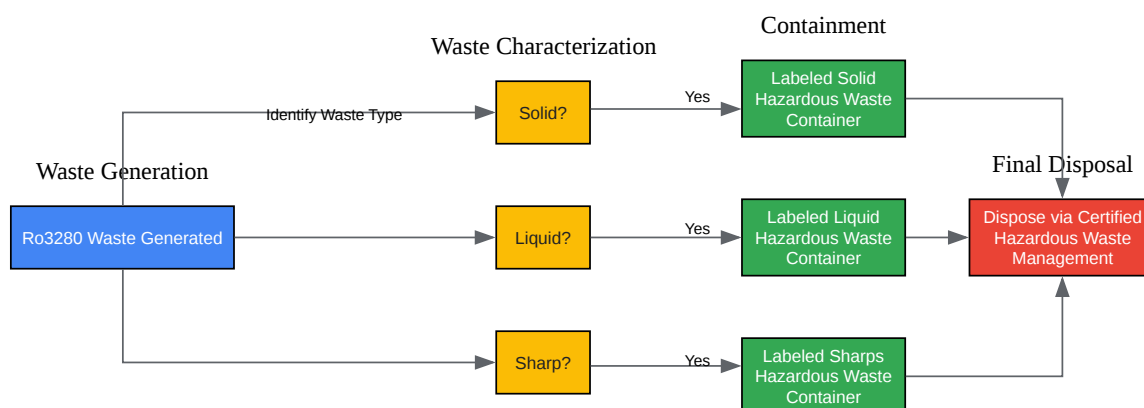 Containment
Waste Characterization
Labeled Solid
Hazardous Waste
Container
Yes
Solid?
Identify Waste Type
Waste Generation
Final Disposal
Ro3280 Waste Generated
Liquid?
Yes
Labeled Liquid
Hazardous Waste
Container
Dispose via Certified
Hazardous Waste
Management
Sharp?
Yes
Labeled Sharps
Hazardous Waste
Container